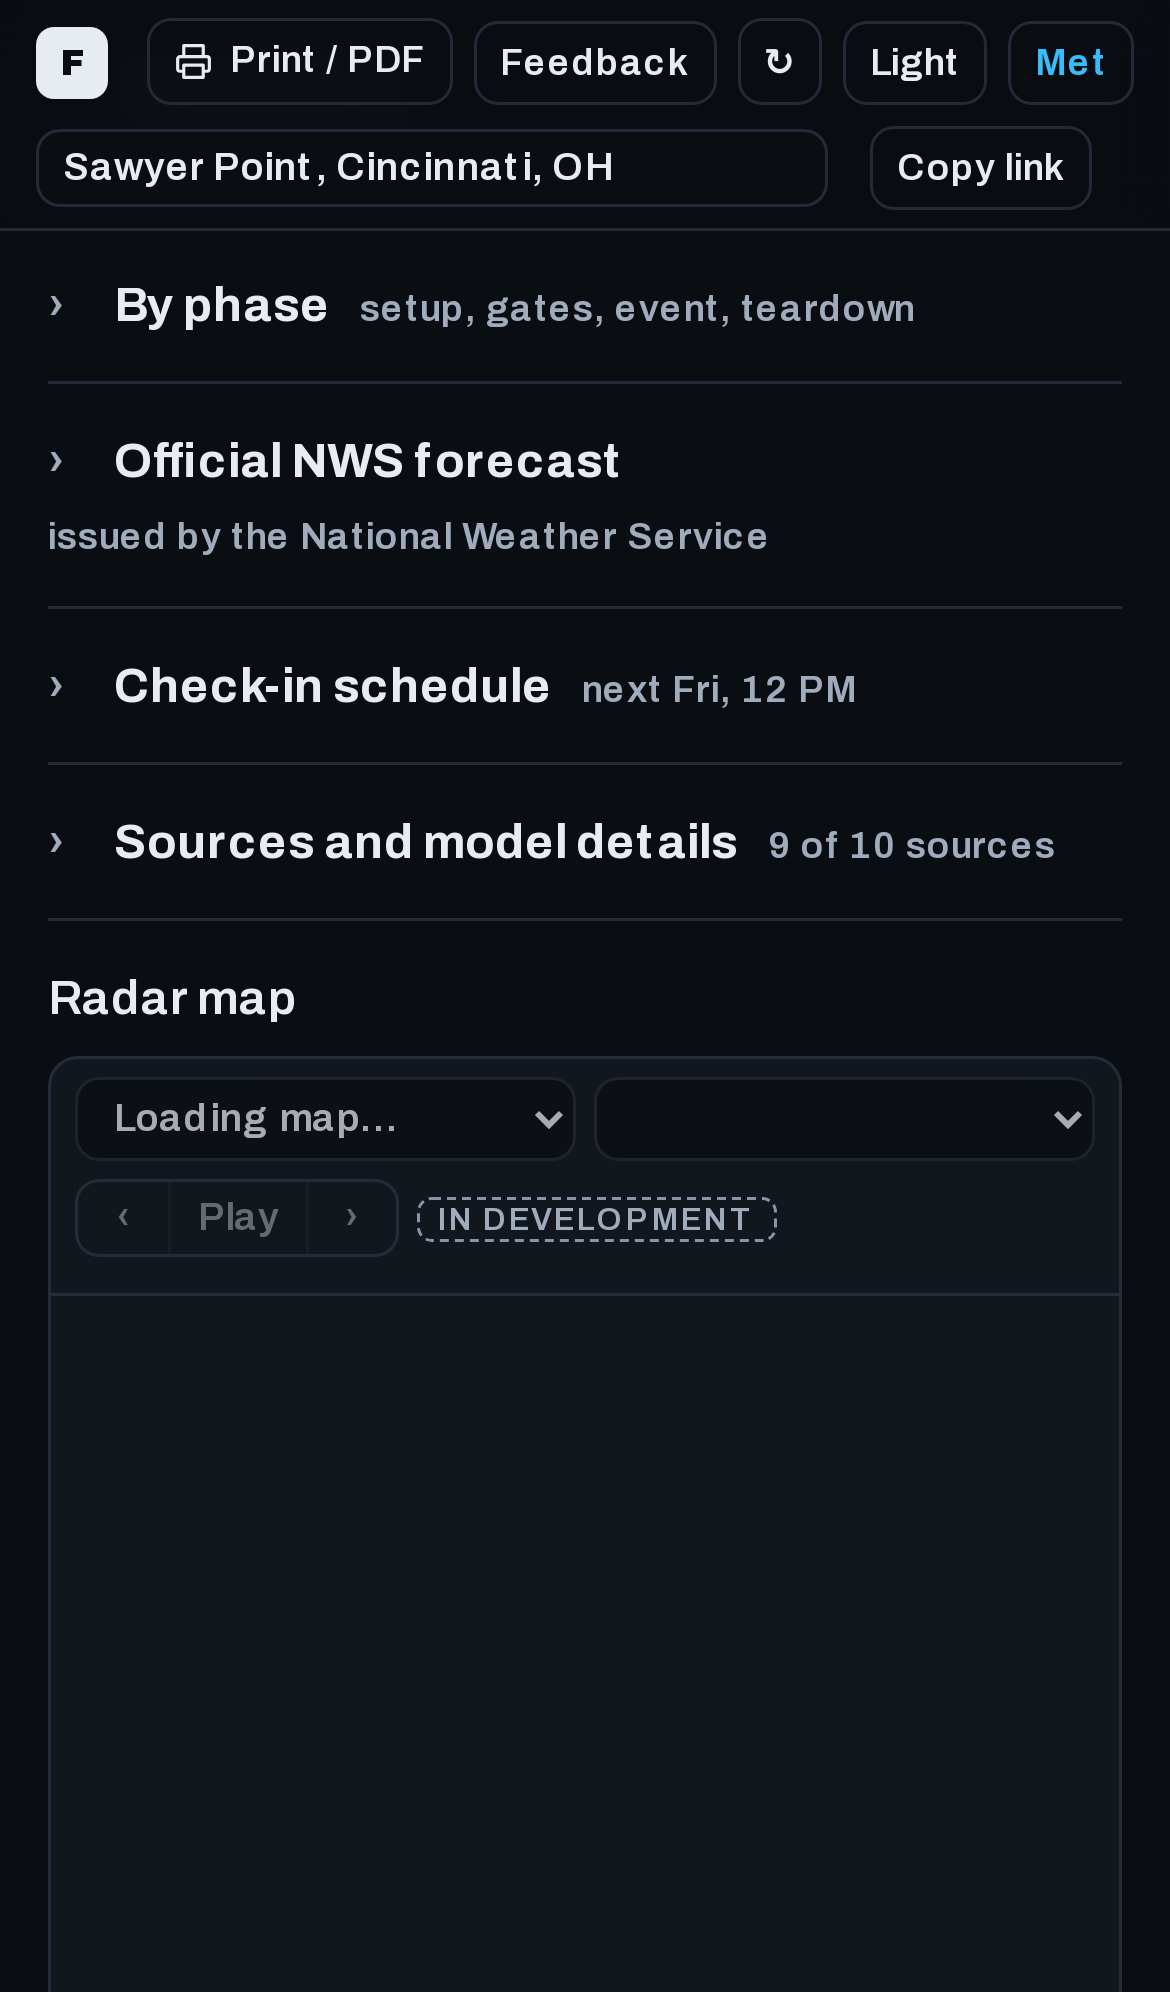 F
Print / PDF
Feedback
↻
Light
Met
Sawyer Point, Cincinnati, OH
Copy link
› By phase setup, gates, event, teardown
› Official NWS forecast
issued by the National Weather Service
› Check-in schedule next Fri, 12 PM
› Sources and model details 9 of 10 sources
Radar map
Loading map...
‹ Play › IN DEVELOPMENT